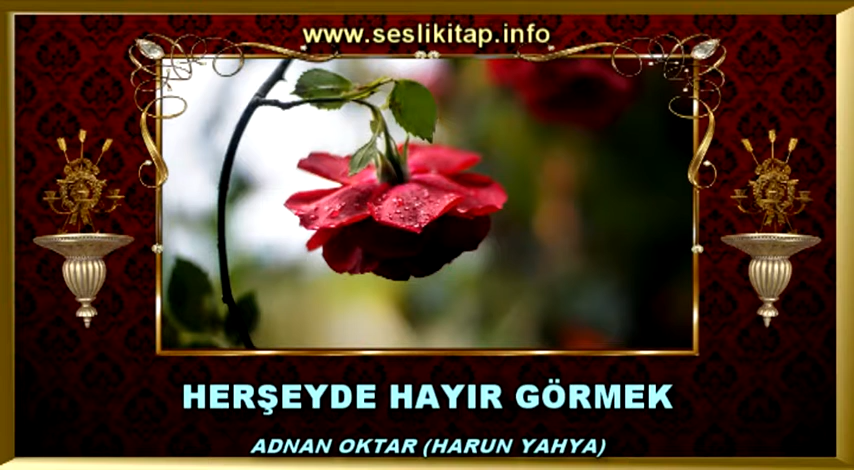 www.seslikitap.info
HERŞEYDE HAYIR GÖRMEK
ADNAN OKTAR (HARUN YAHYA)